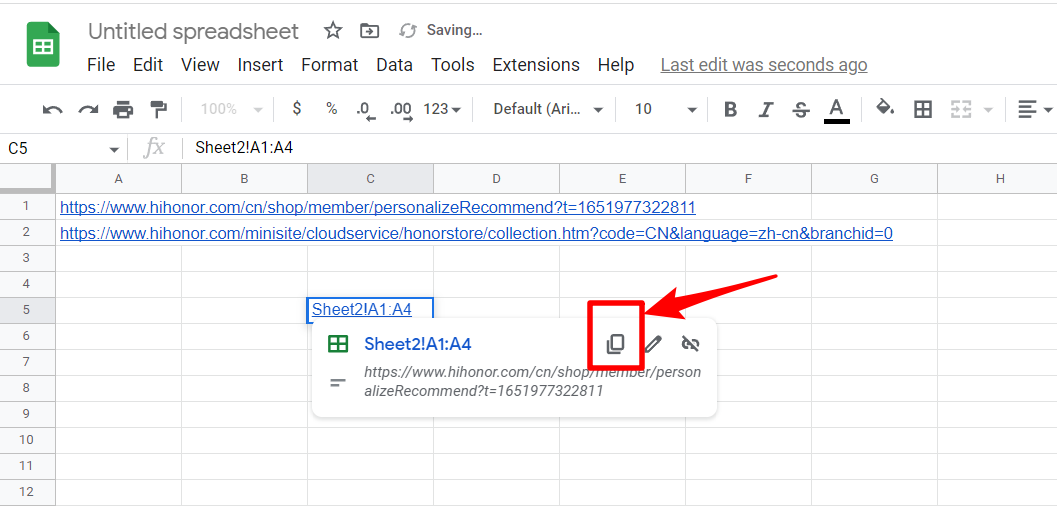 Untitled spreadsheet Saving...
File Edit View Insert Format Data Tools Extensions Help Last edit was seconds ago
100% $ % .0 .00 123 Default (Ari... 10 B I S A
C5 fx Sheet2!A1:A4
A B C D E F G H
1 https://www.hihonor.com/cn/shop/member/personalizeRecommend?t=1651977322811
2 https://www.hihonor.com/minisite/cloudservice/honorstore/collection.htm?code=CN&language=zh-cn&branchid=0
3
4
5 Sheet2!A1:A4
6
Sheet2!A1:A4
7
https://www.hihonor.com/cn/shop/member/person
8
alizeRecommend?t=1651977322811
9
10
11
12